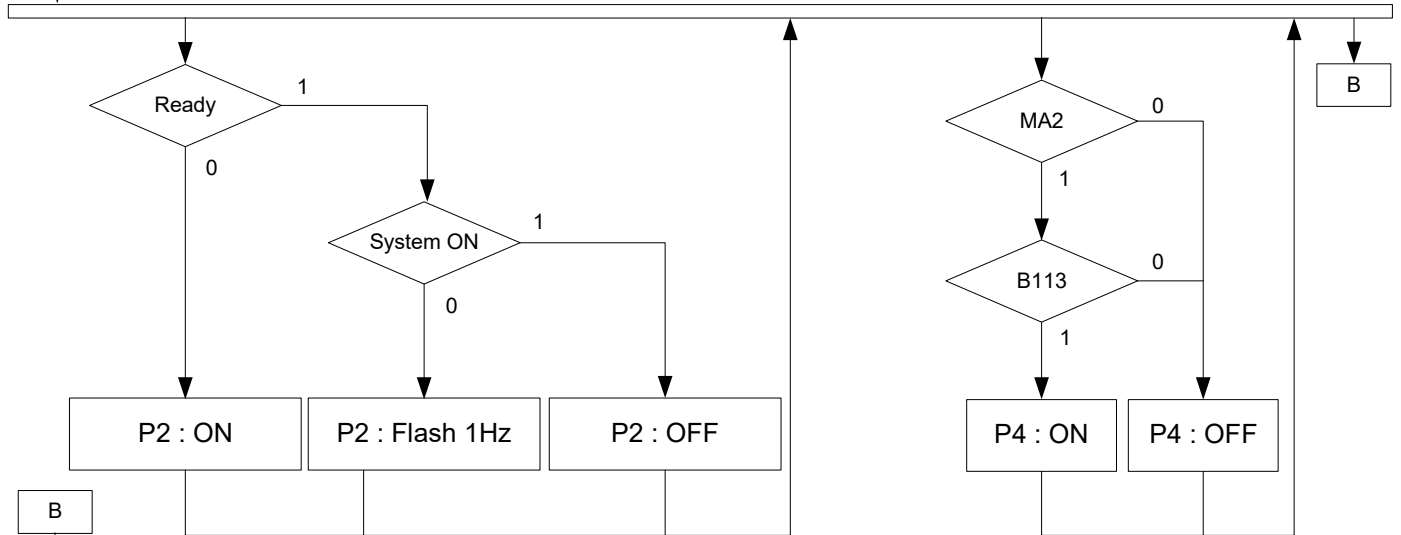 B
Ready
1
0
MA2
0
1
System ON
1
0
B113
0
1
P2 : ON
P2 : Flash 1Hz
P2 : OFF
P4 : ON
P4 : OFF
B